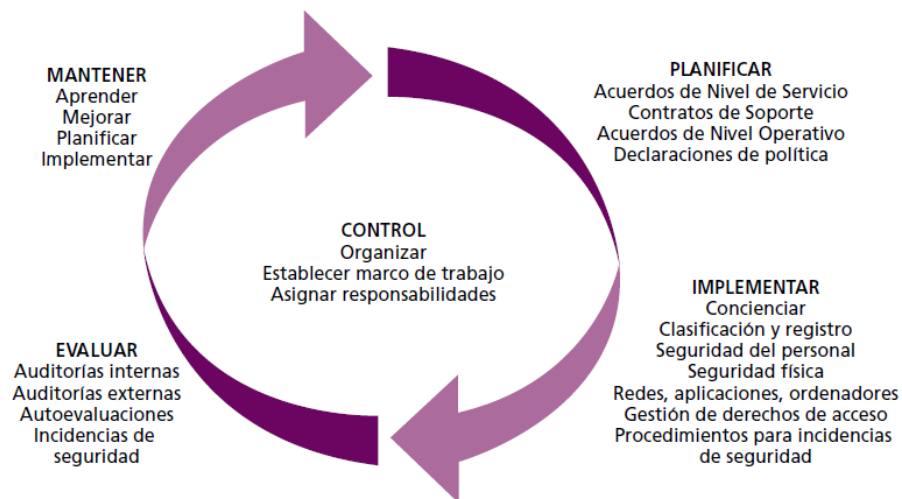 MANTENER
Aprender
Mejorar
Planificar
Implementar
PLANIFICAR
Acuerdos de Nivel de Servicio
Contratos de Soporte
Acuerdos de Nivel Operativo
Declaraciones de política
CONTROL
Organizar
Establecer marco de trabajo
Asignar responsabilidades
EVALUAR
Auditorías internas
Auditorías externas
Autoevaluaciones
Incidencias de
seguridad
IMPLEMENTAR
Concienciar
Clasificación y registro
Seguridad del personal
Seguridad física
Redes, aplicaciones, ordenadores
Gestión de derechos de acceso
Procedimientos para incidencias
de seguridad